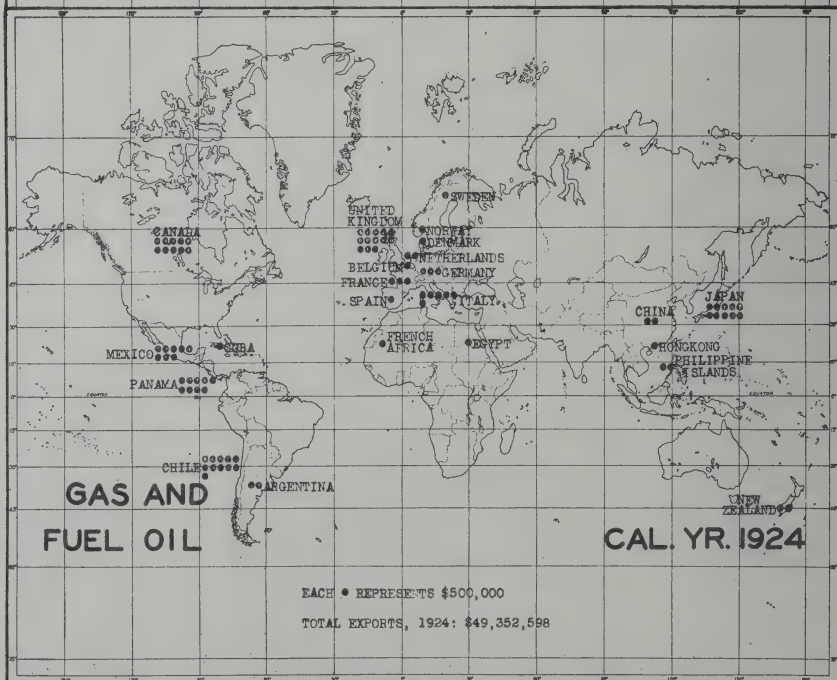 SWEDEN
UNITED
KINGDOM
NORWAY
DENMARK
CANADA
NETHERLANDS
BELGIUM
GERMANY
FRANCE
SPAIN
ITALY
JAPAN
CHINA
MEXICO
CUBA
FRENCH
AFRICA
EGYPT
HONGKONG
PHILIPPINE
ISLANDS
PANAMA
EQUATOR
EQUATOR
CHILE
ARGENTINA
GAS AND
FUEL OIL
NEW
ZEALAND
CAL. YR. 1924
EACH ● REPRESENTS $500,000
TOTAL EXPORTS, 1924: $49,352,598